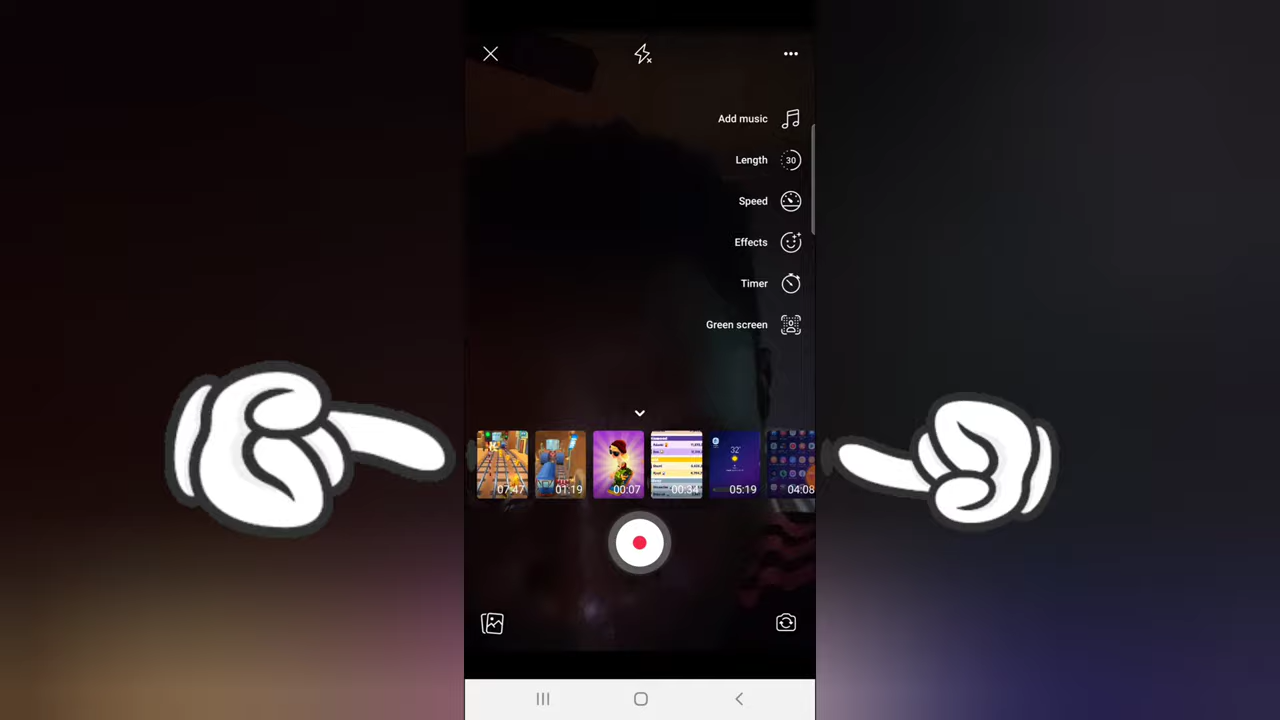 Add music
Length
30
Speed
Effects
Timer
Green screen
32°
07:47
01:19
00:07
00:34
05:19
04:08